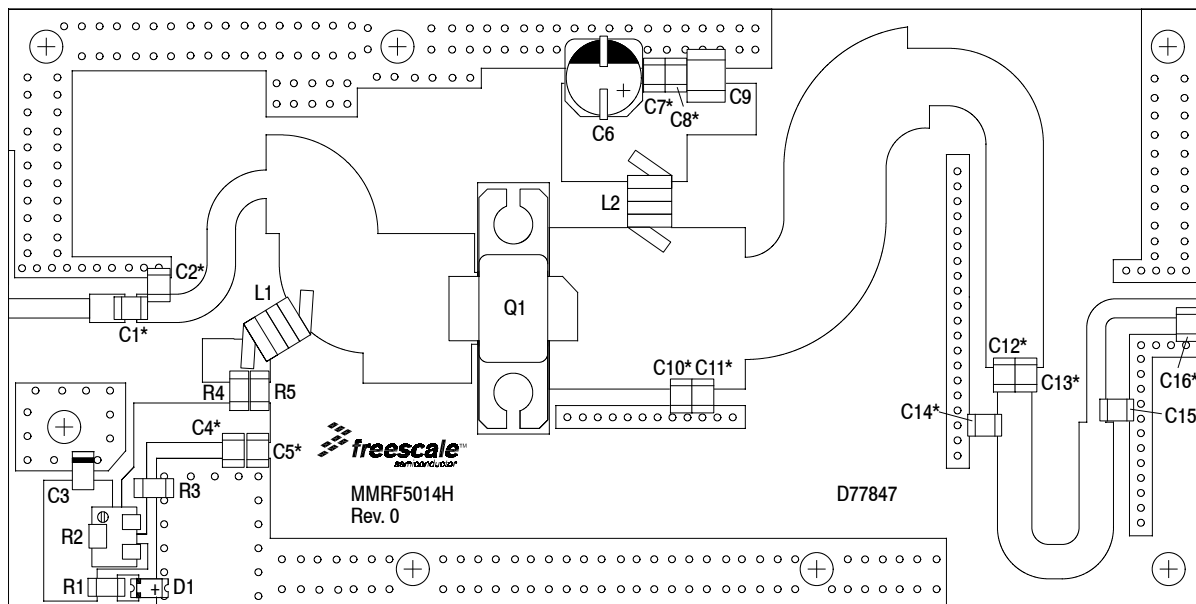 C7*
C8*
C9
C6
L2
C2*
L1
Q1
C1*
C12*
C10*
C11*
C13*
C16*
R4
R5
C14*
C15
C4*
C5*
freescale™
semiconductor
C3
R3
MMRF5014H
D77847
Rev. 0
R2
+
R1
+
D1